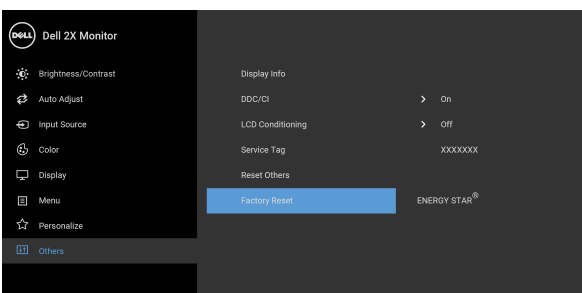 DELL Dell 2X Monitor
Brightness/Contrast
Auto Adjust
Input Source
Color
Display
Menu
Personalize
Others
Display Info
DDC/CI > On
LCD Conditioning > Off
Service Tag XXXXXXX
Reset Others
Factory Reset ENERGY STAR®